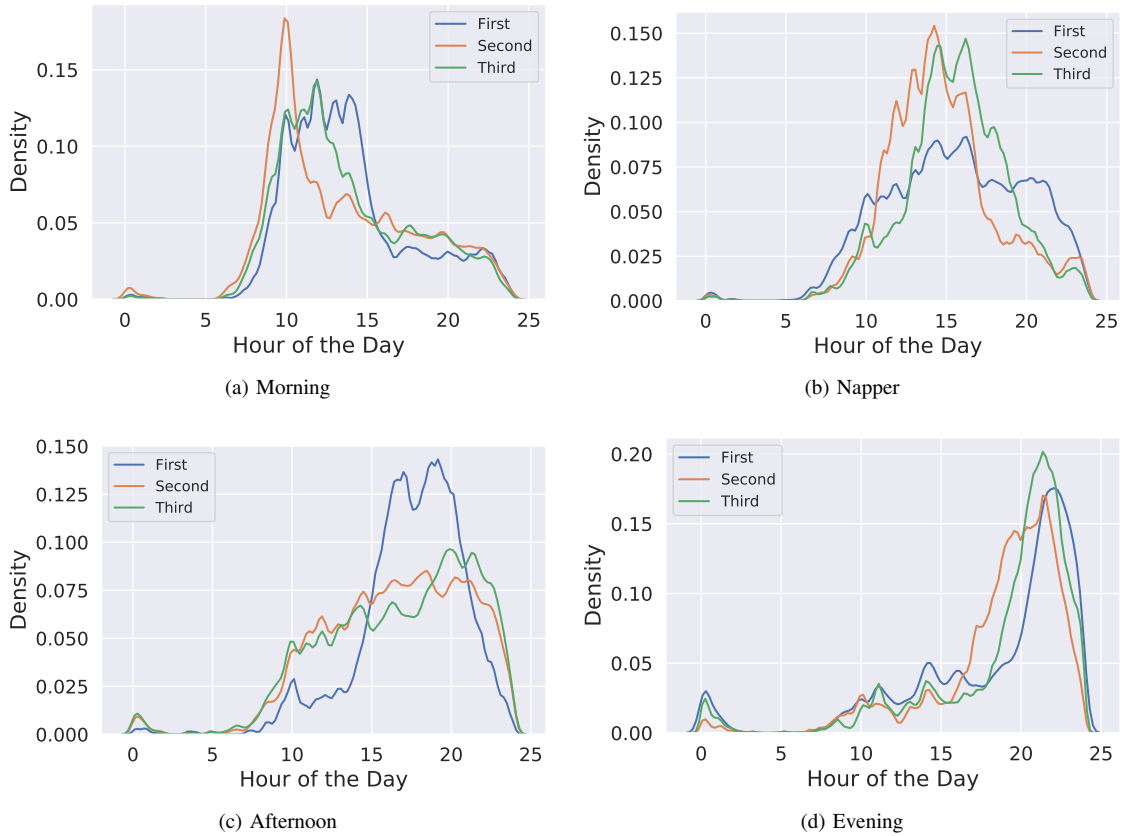 First
Second
Third
0.15
0.10
0.05
0.00
Density
0 5 10 15 20 25
Hour of the Day
(a) Morning
First
Second
Third
0.150
0.125
0.100
0.075
0.050
0.025
0.000
Density
0 5 10 15 20 25
Hour of the Day
(b) Napper
First
Second
Third
0.150
0.125
0.100
0.075
0.050
0.025
0.000
Density
0 5 10 15 20 25
Hour of the Day
(c) Afternoon
First
Second
Third
0.20
0.15
0.10
0.05
0.00
Density
0 5 10 15 20 25
Hour of the Day
(d) Evening